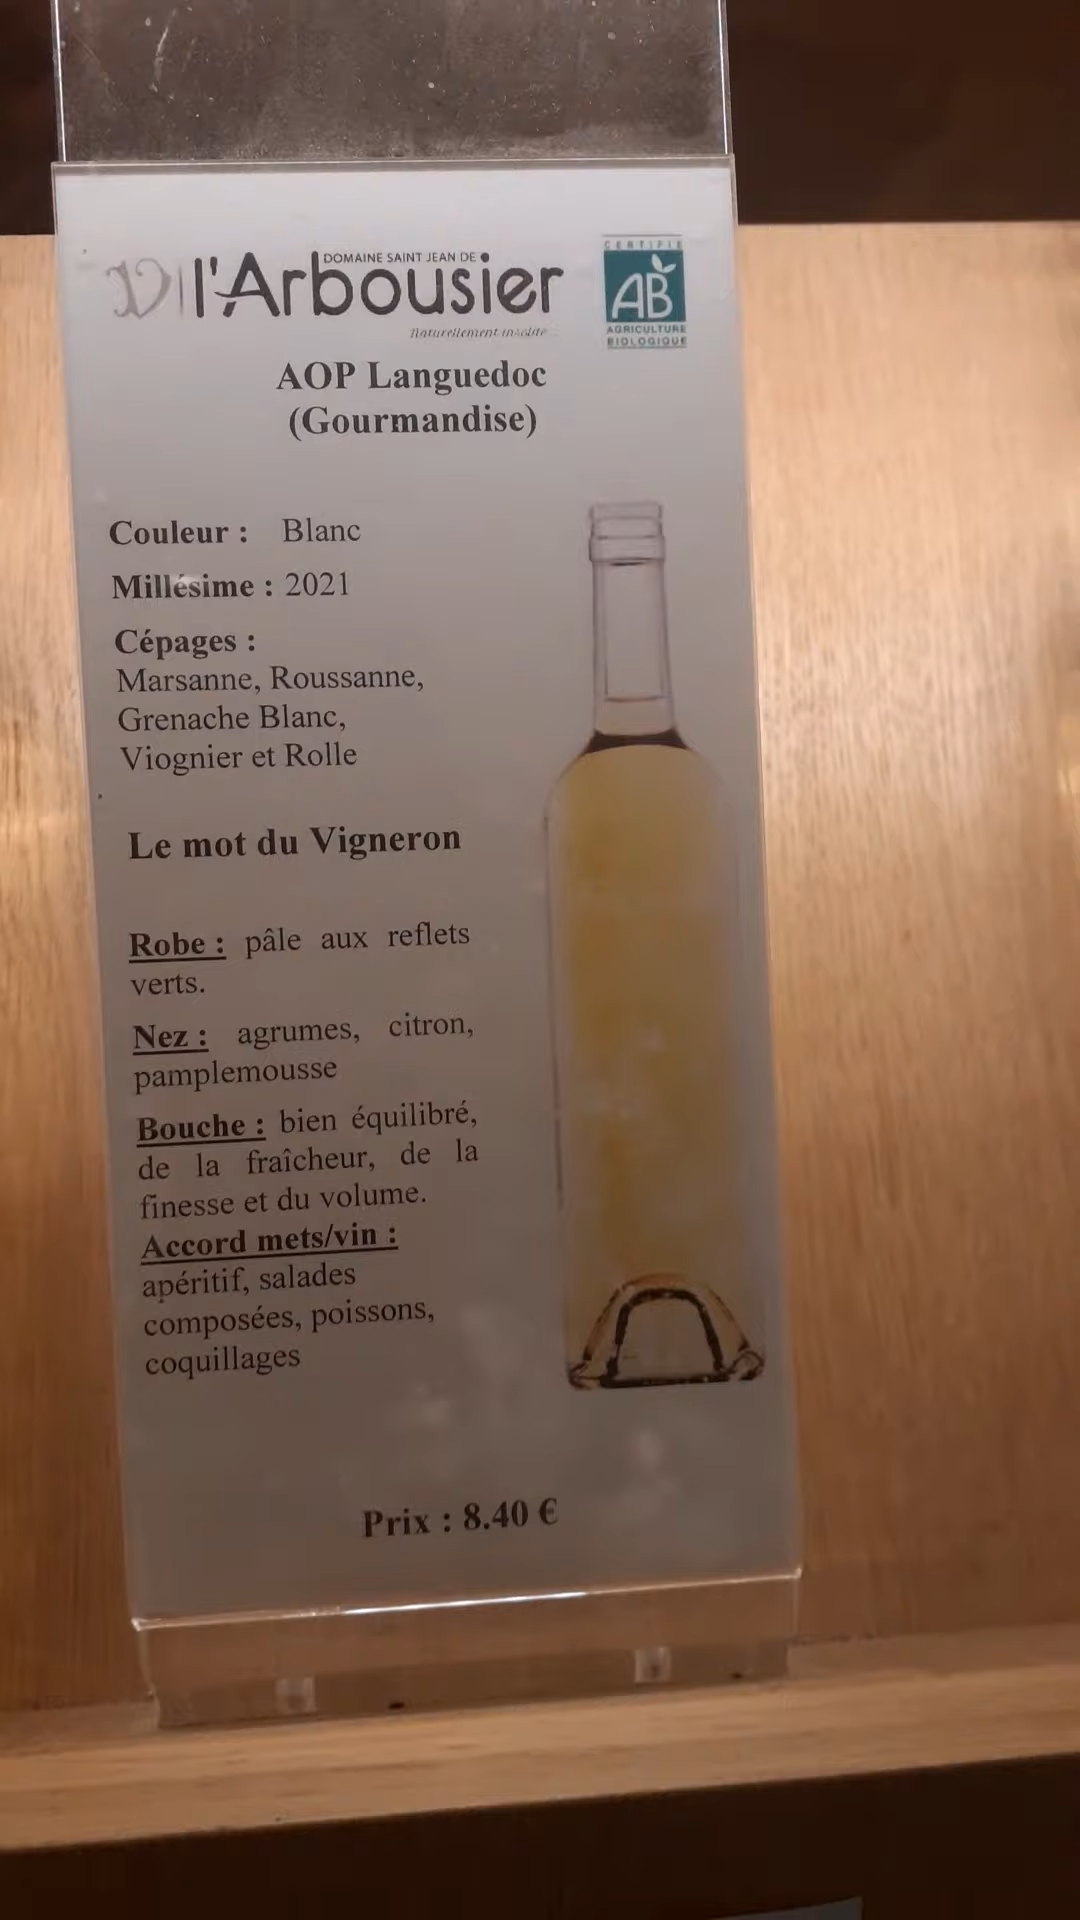 DOMAINE SAINT JEAN DE
l'Arbousier
Naturellement insolite
CERTIFIÉ
AB
AGRICULTURE
BIOLOGIQUE
AOP Languedoc
(Gourmandise)
Couleur : Blanc
Millésime : 2021
Cépages :
Marsanne, Roussanne,
Grenache Blanc,
Viognier et Rolle
Le mot du Vigneron
Robe : pâle aux reflets
verts.
Nez : agrumes, citron,
pamplemousse
Bouche : bien équilibré,
de la fraîcheur, de la
finesse et du volume.
Accord mets/vin :
apéritif, salades
composées, poissons,
coquillages
Prix : 8.40 €